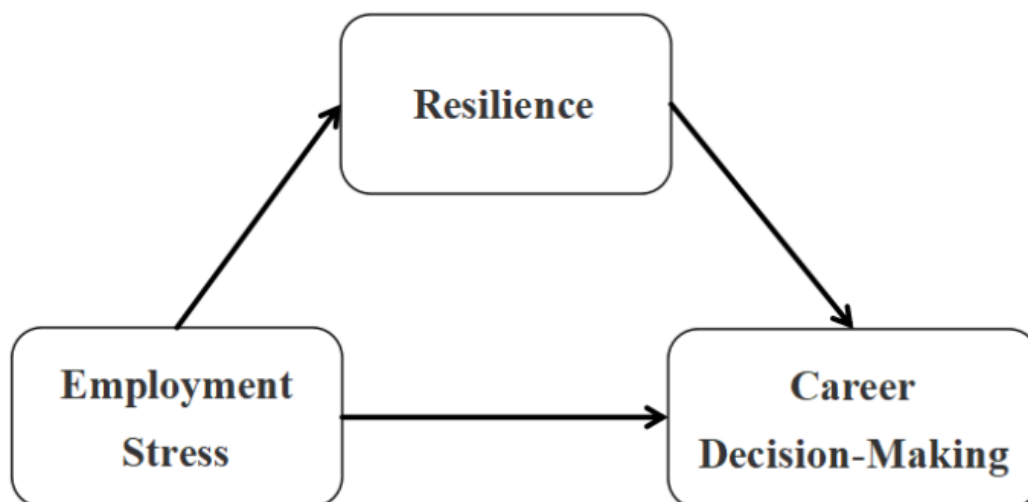 Resilience
Employment
Stress
Career
Decision-Making